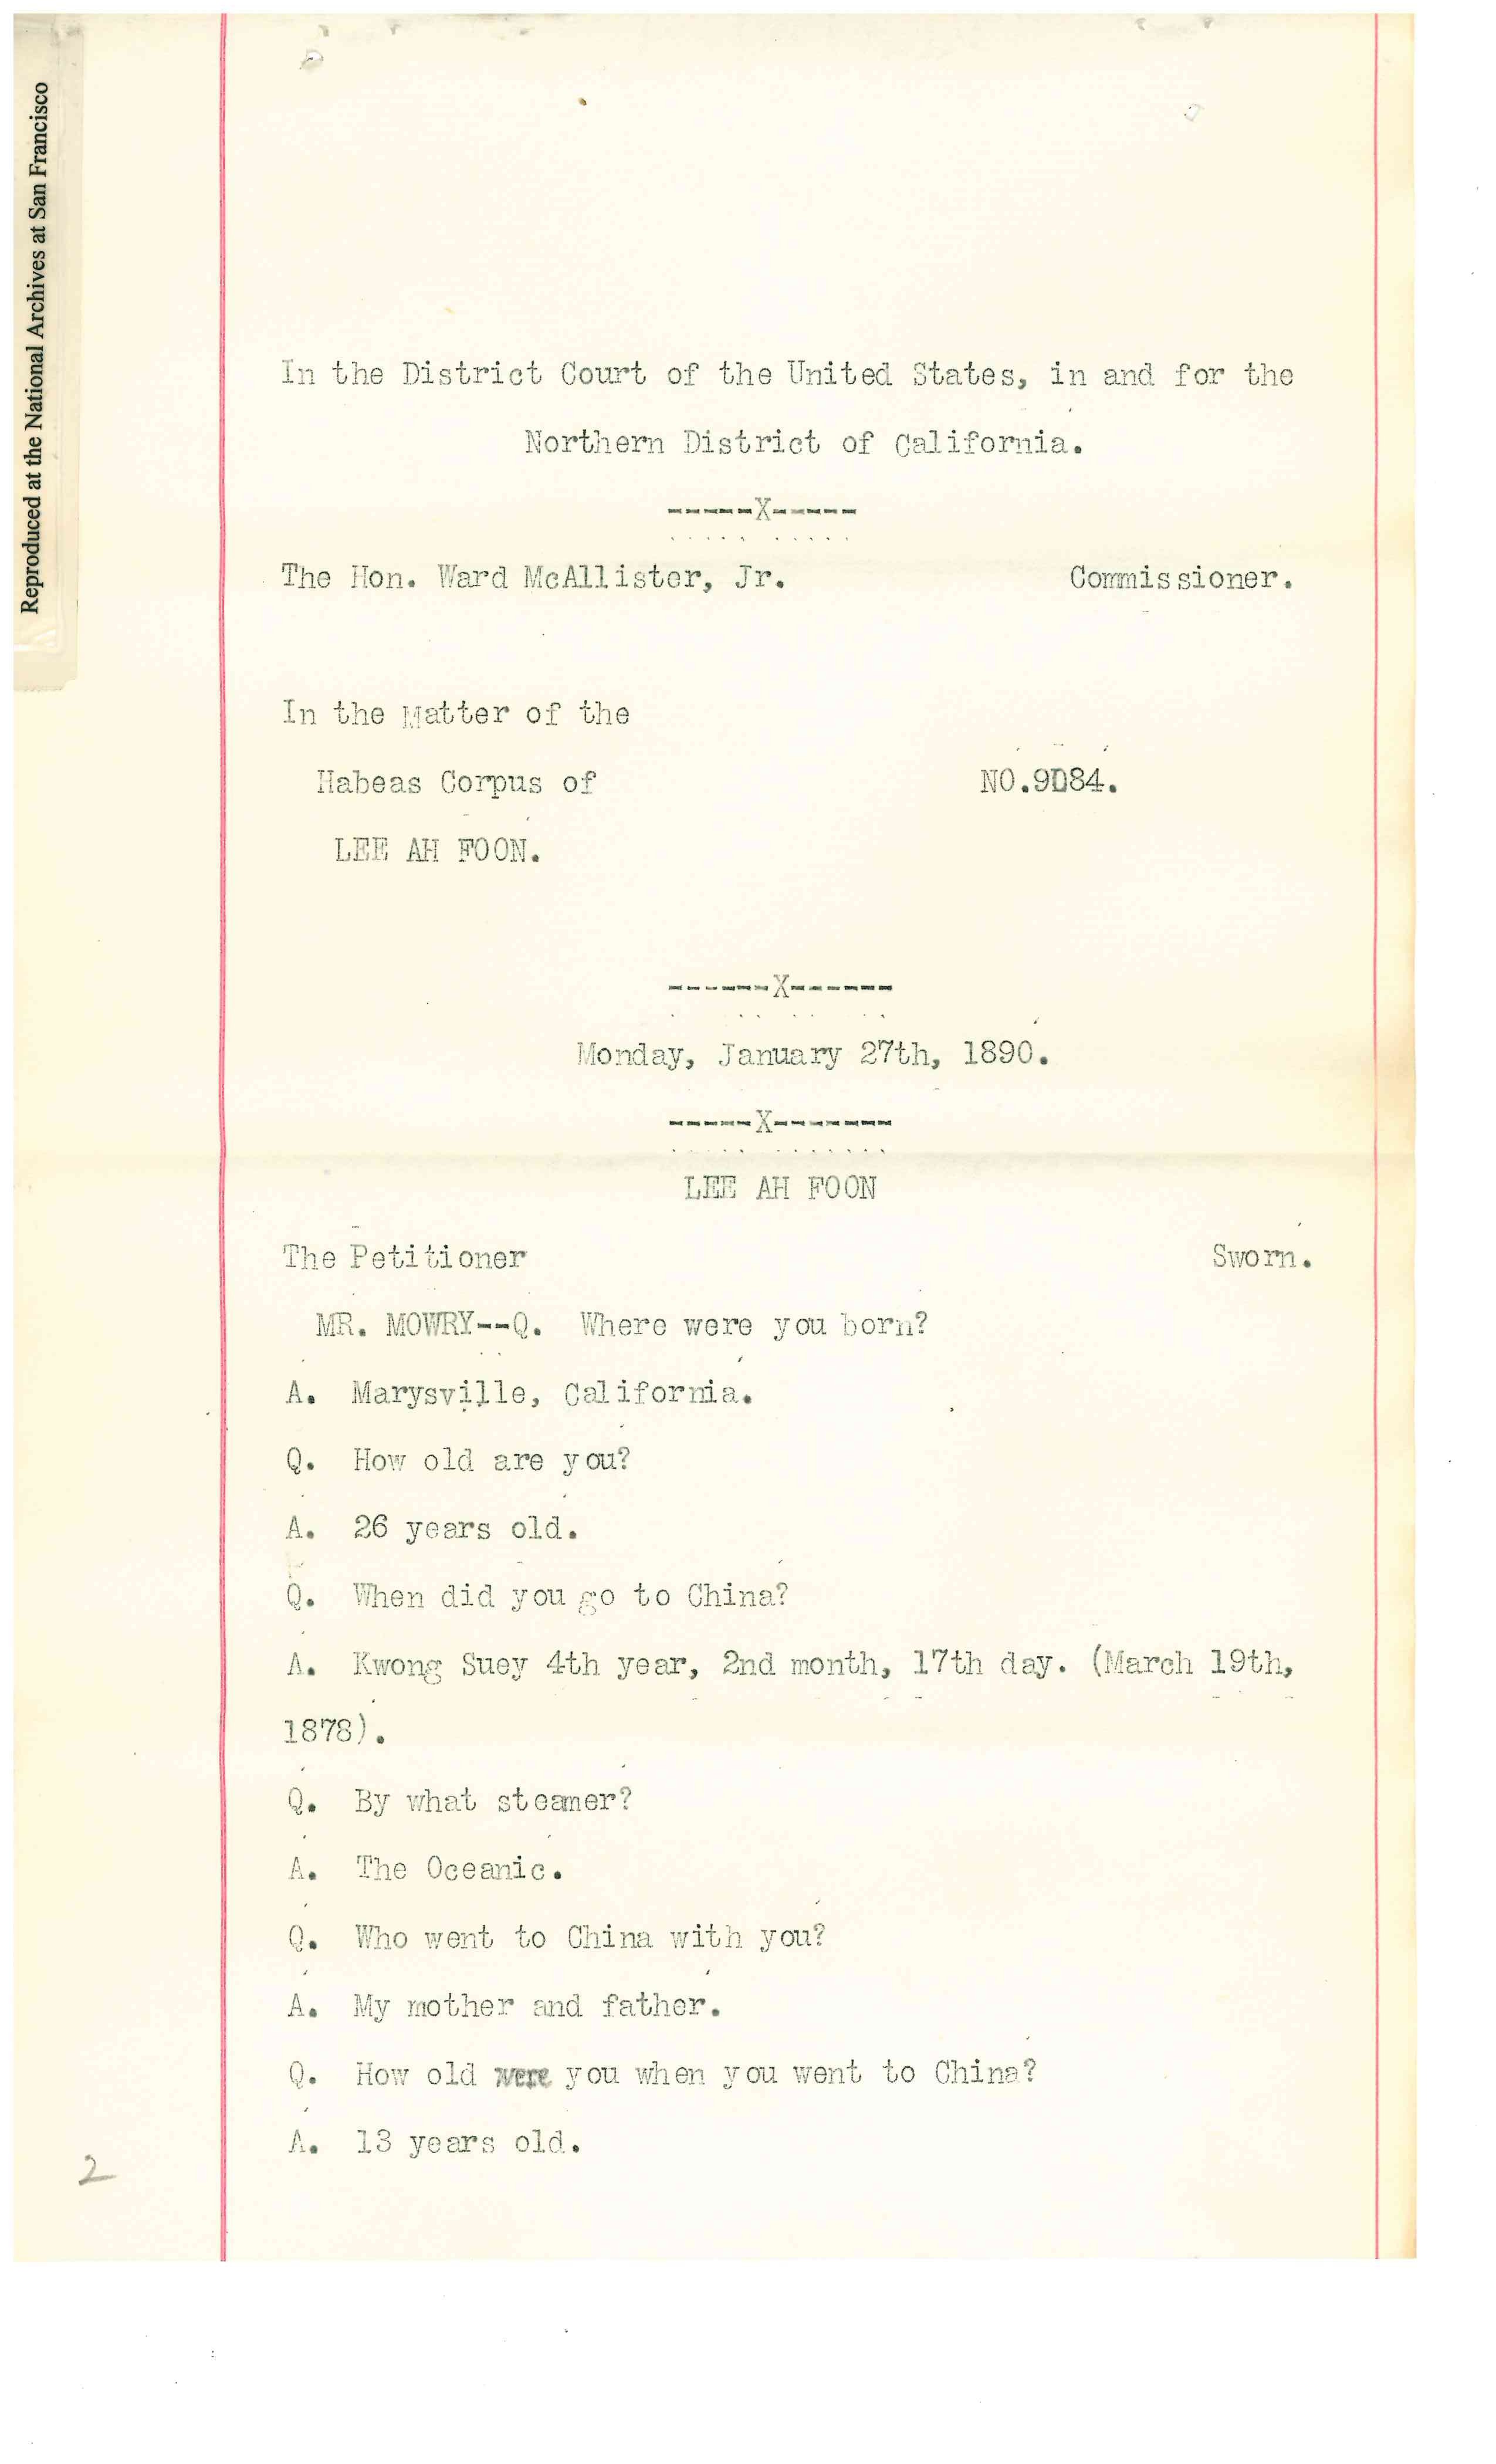 Reproduced at the National Archives at San Francisco
In the District Court of the United States, in and for the
Northern District of California.
-----X-----
The Hon. Ward McAllister, Jr. Commissioner.
In the Matter of the
Habeas Corpus of NO.9084.
LEE AH FOON.
------X------
Monday, January 27th, 1890.
-----X-------
LEE AH FOON
The Petitioner Sworn.
MR. MOWRY--Q. Where were you born?
A. Marysville, California.
Q. How old are you?
A. 26 years old.
Q. When did you go to China?
A. Kwong Suey 4th year, 2nd month, 17th day. (March 19th,
1878).
Q. By what steamer?
A. The Oceanic.
Q. Who went to China with you?
A. My mother and father.
Q. How old were you when you went to China?
A. 13 years old.
2